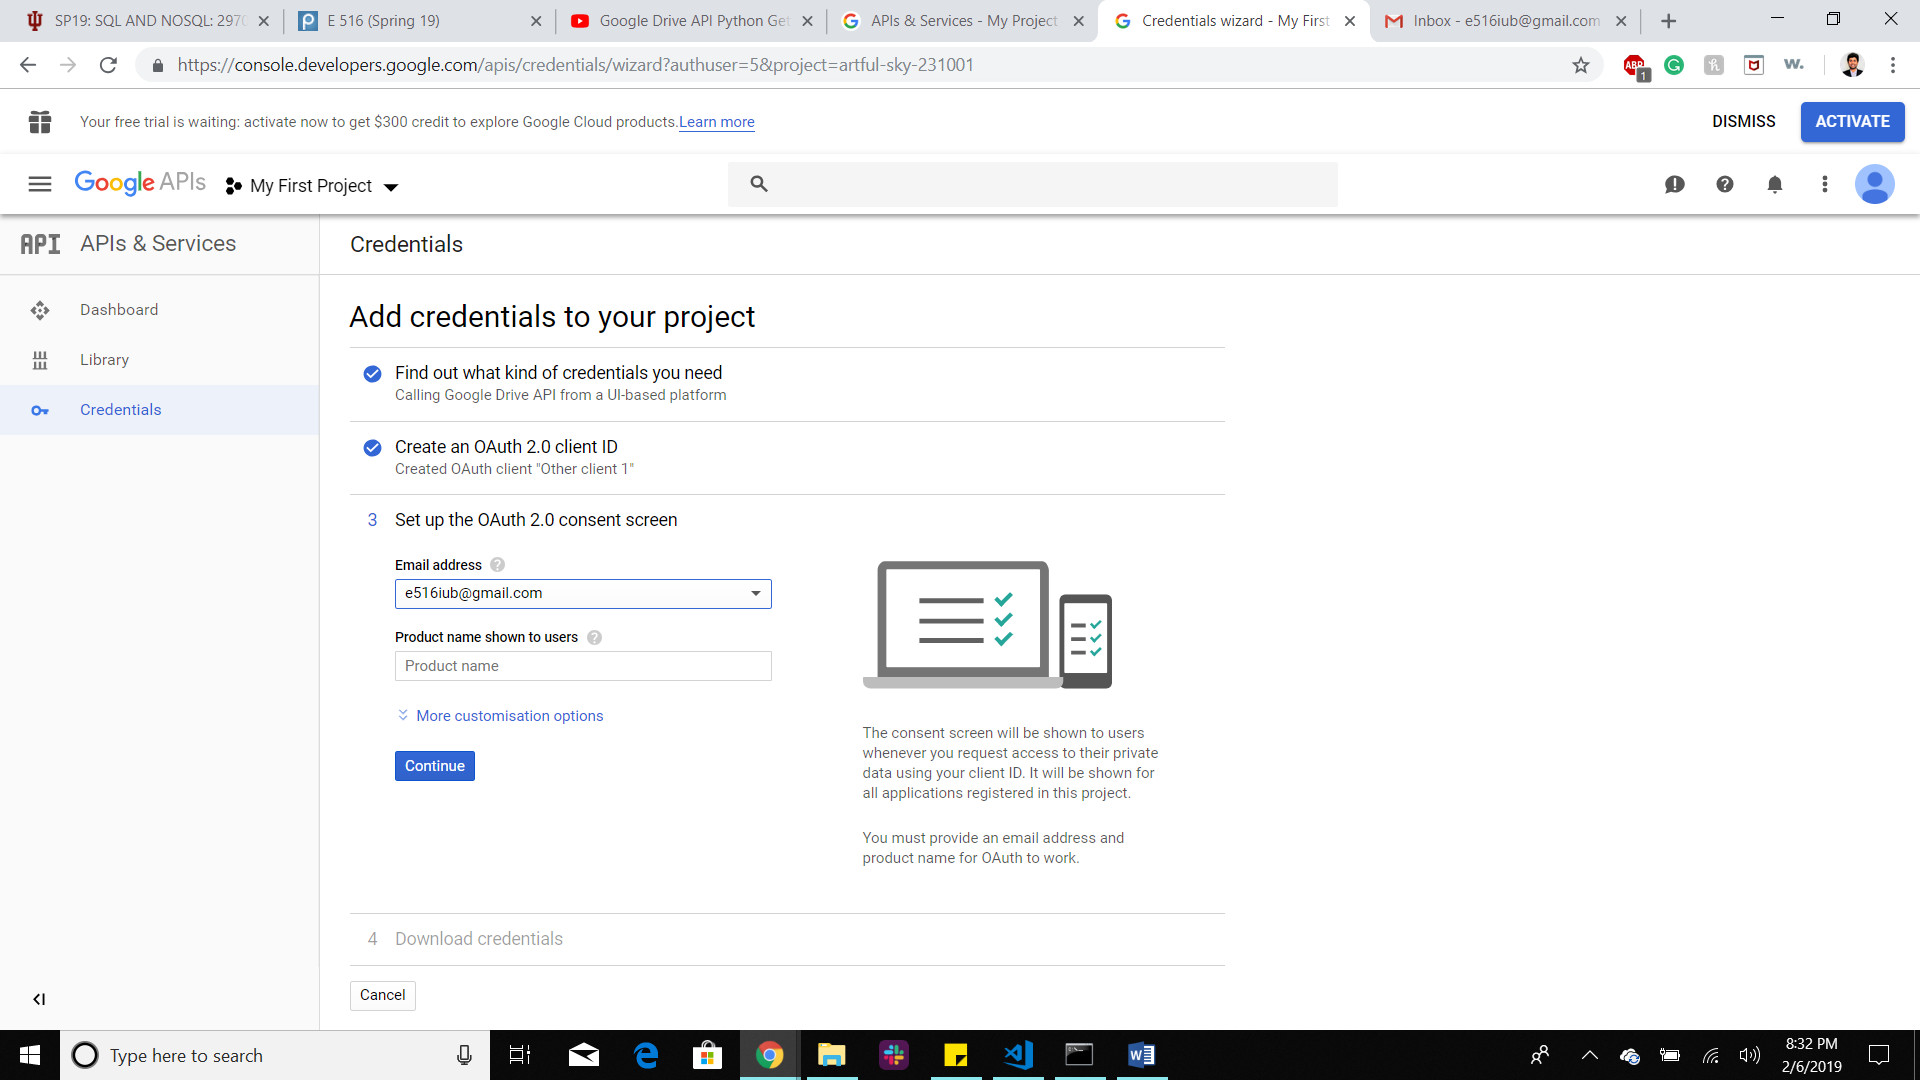 SP19: SQL AND NOSQL: 2970
E 516 (Spring 19)
Google Drive API Python Get
APIs & Services - My Project
Credentials wizard - My First
Inbox - e516iub@gmail.com
https://console.developers.google.com/apis/credentials/wizard?authuser=5&project=artful-sky-231001
ABP
1
Your free trial is waiting: activate now to get $300 credit to explore Google Cloud products. Learn more
DISMISS
ACTIVATE
Google APIs
My First Project
API APIs & Services
Credentials
Dashboard
Library
Credentials
Add credentials to your project
Find out what kind of credentials you need
Calling Google Drive API from a UI-based platform
Create an OAuth 2.0 client ID
Created OAuth client "Other client 1"
3 Set up the OAuth 2.0 consent screen
Email address ?
e516iub@gmail.com
Product name shown to users ?
Product name
More customisation options
Continue
The consent screen will be shown to users
whenever you request access to their private
data using your client ID. It will be shown for
all applications registered in this project.
You must provide an email address and
product name for OAuth to work.
4 Download credentials
Cancel
Type here to search
8:32 PM
2/6/2019